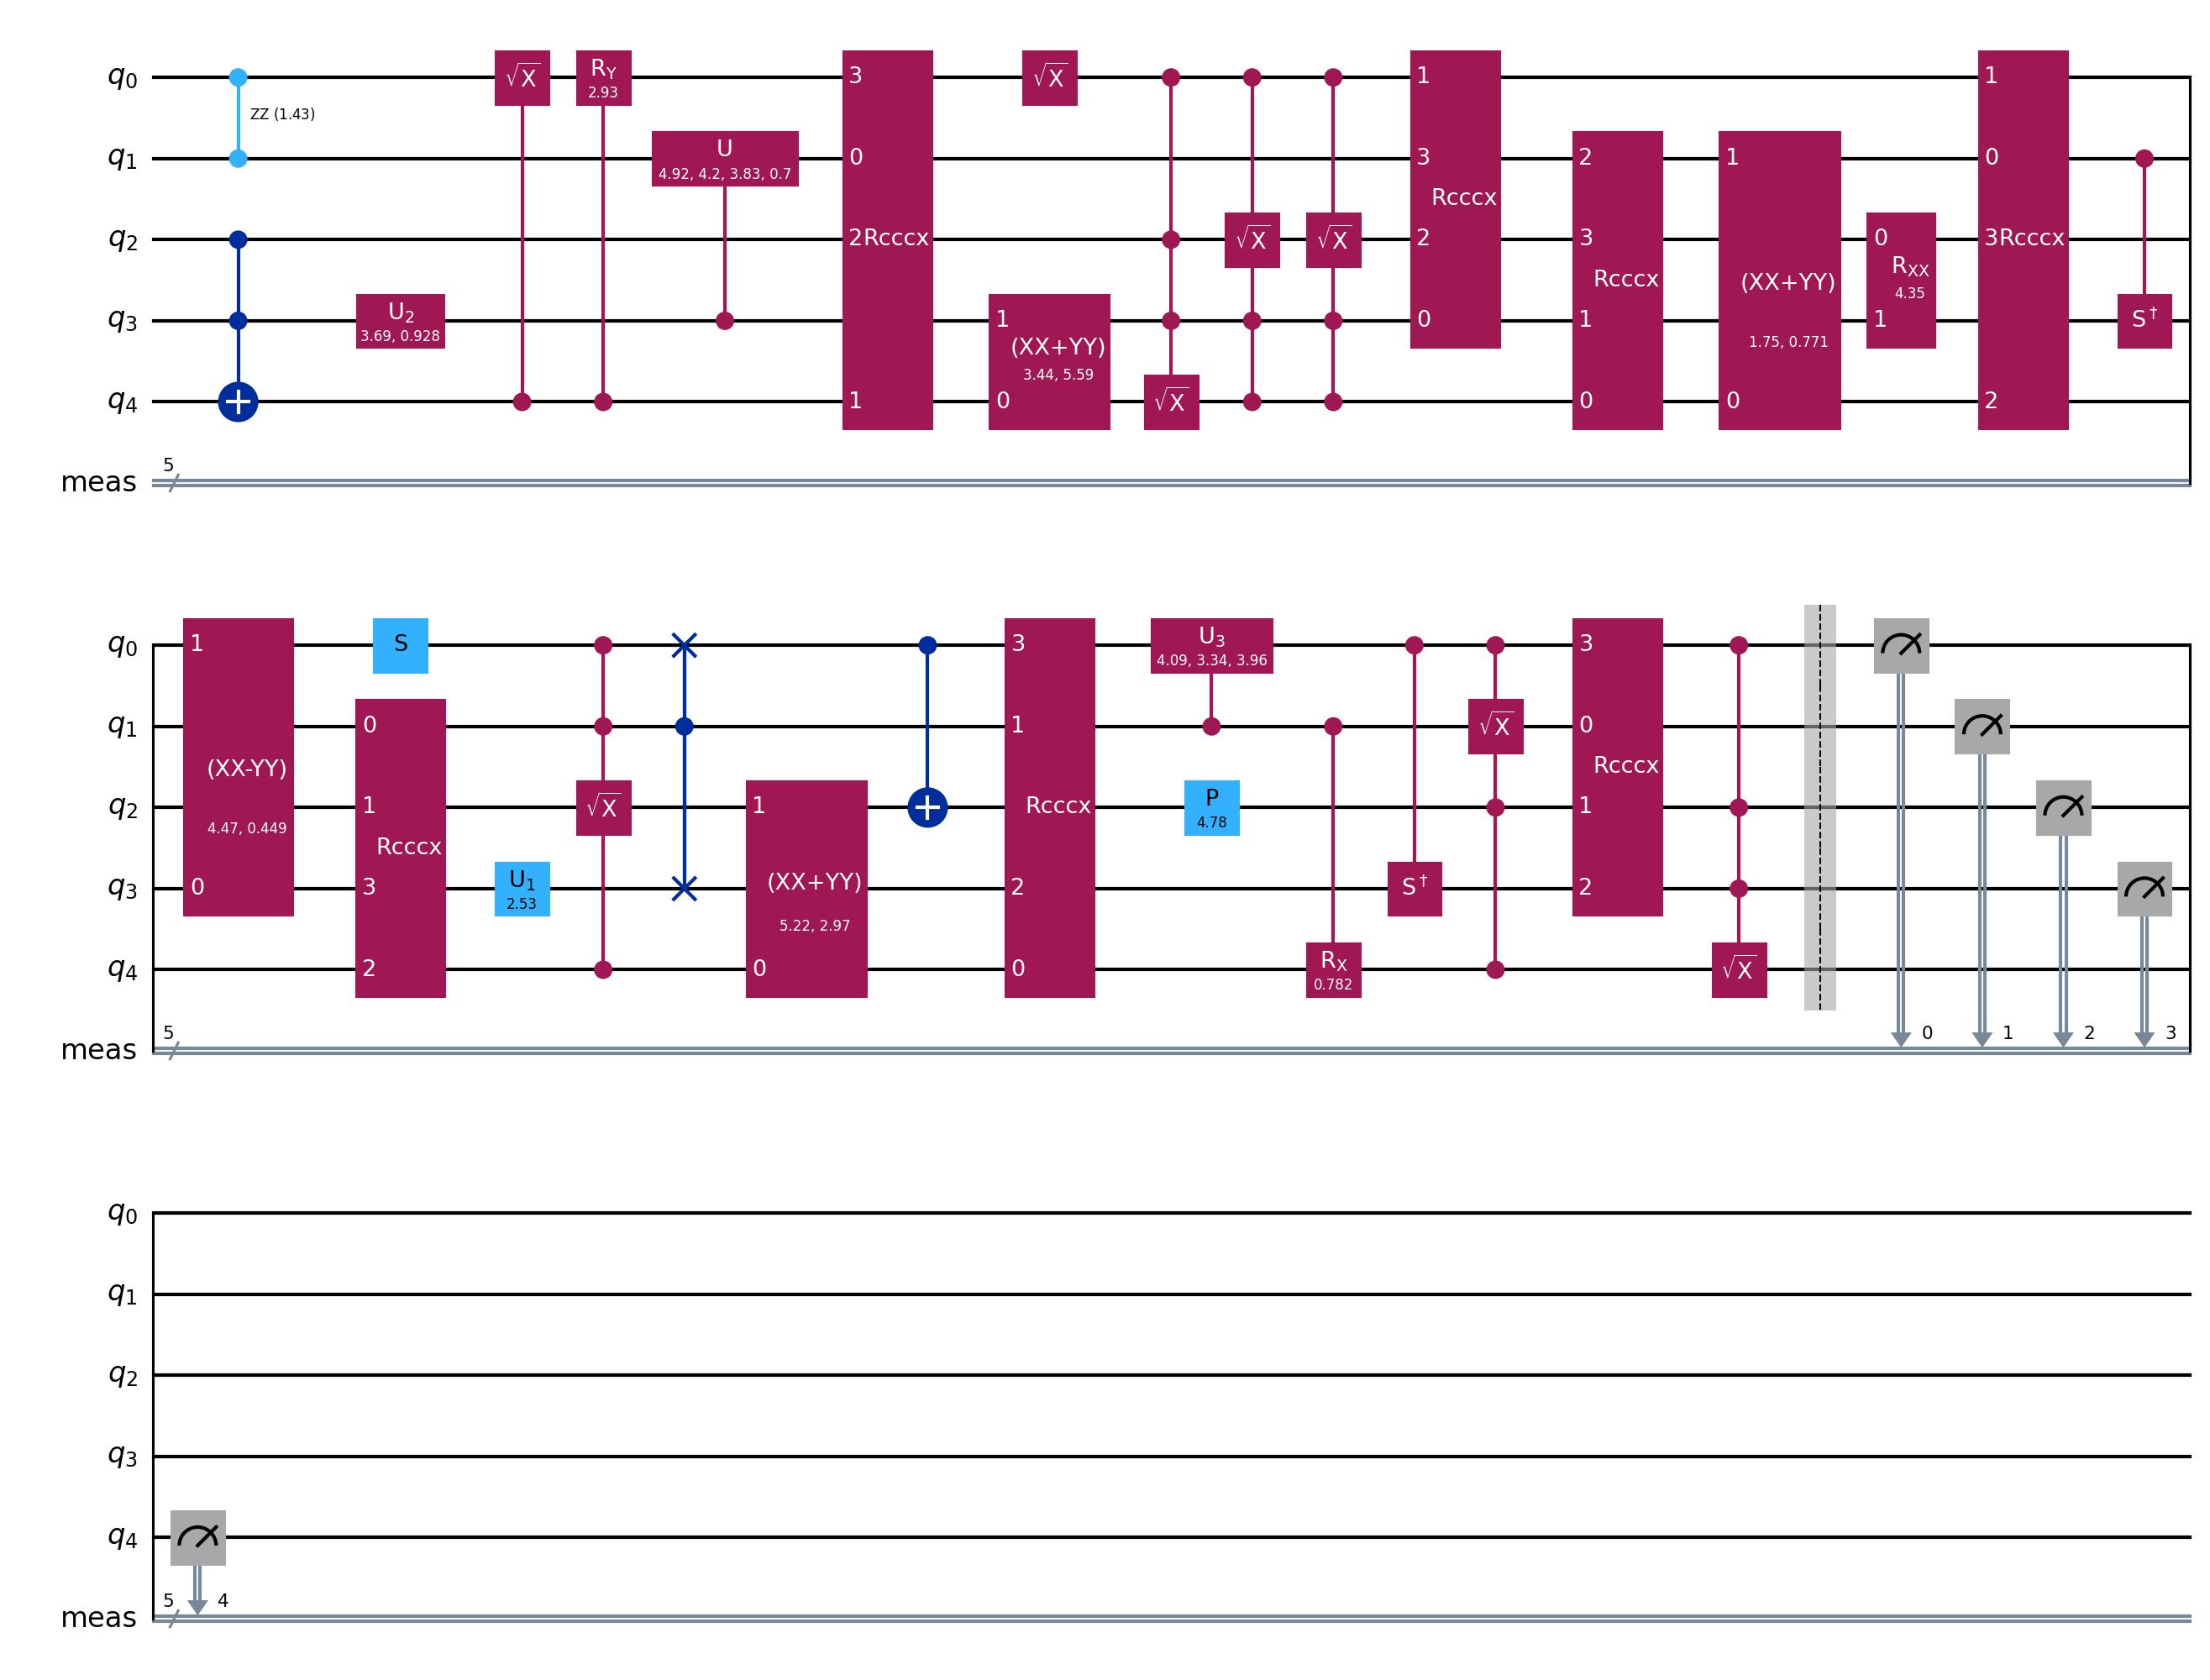 q0 3 √X 1 1
ZZ (1.43) √X RY 2.93
q1 U 4.92, 4.2, 3.83, 0.7 0 3 2 1 0
Rcccx
q2 2 Rcccx √X √X 2 3 (XX+YY) 0 3 Rcccx
Rcccx RXX 4.35
q3 U2 3.69, 0.928 1 (XX+YY) 3.44, 5.59 0 1 1.75, 0.771 1 S†
q4 1 0 √X 0 0 2
5
meas
q0 1 S 3 U3 4.09, 3.34, 3.96 3
q1 0 1 √X 0
(XX-YY) Rcccx
q2 4.47, 0.449 1 √X 1 Rcccx P 4.78 1
Rcccx
q3 0 3 U1 2.53 (XX+YY) 5.22, 2.97 2 S† 2
q4 2 0 0 RX 0.782 √X
5 0 1 2 3
meas
q0
q1
q2
q3
q4
5 4
meas